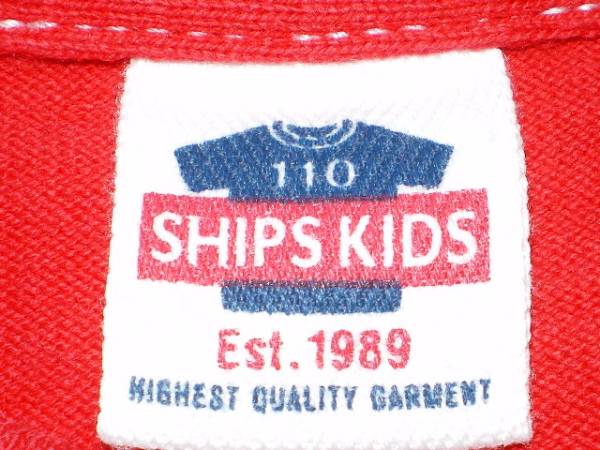 110
SHIPS KIDS
Est.1989
HIGHEST QUALITY GARMENT